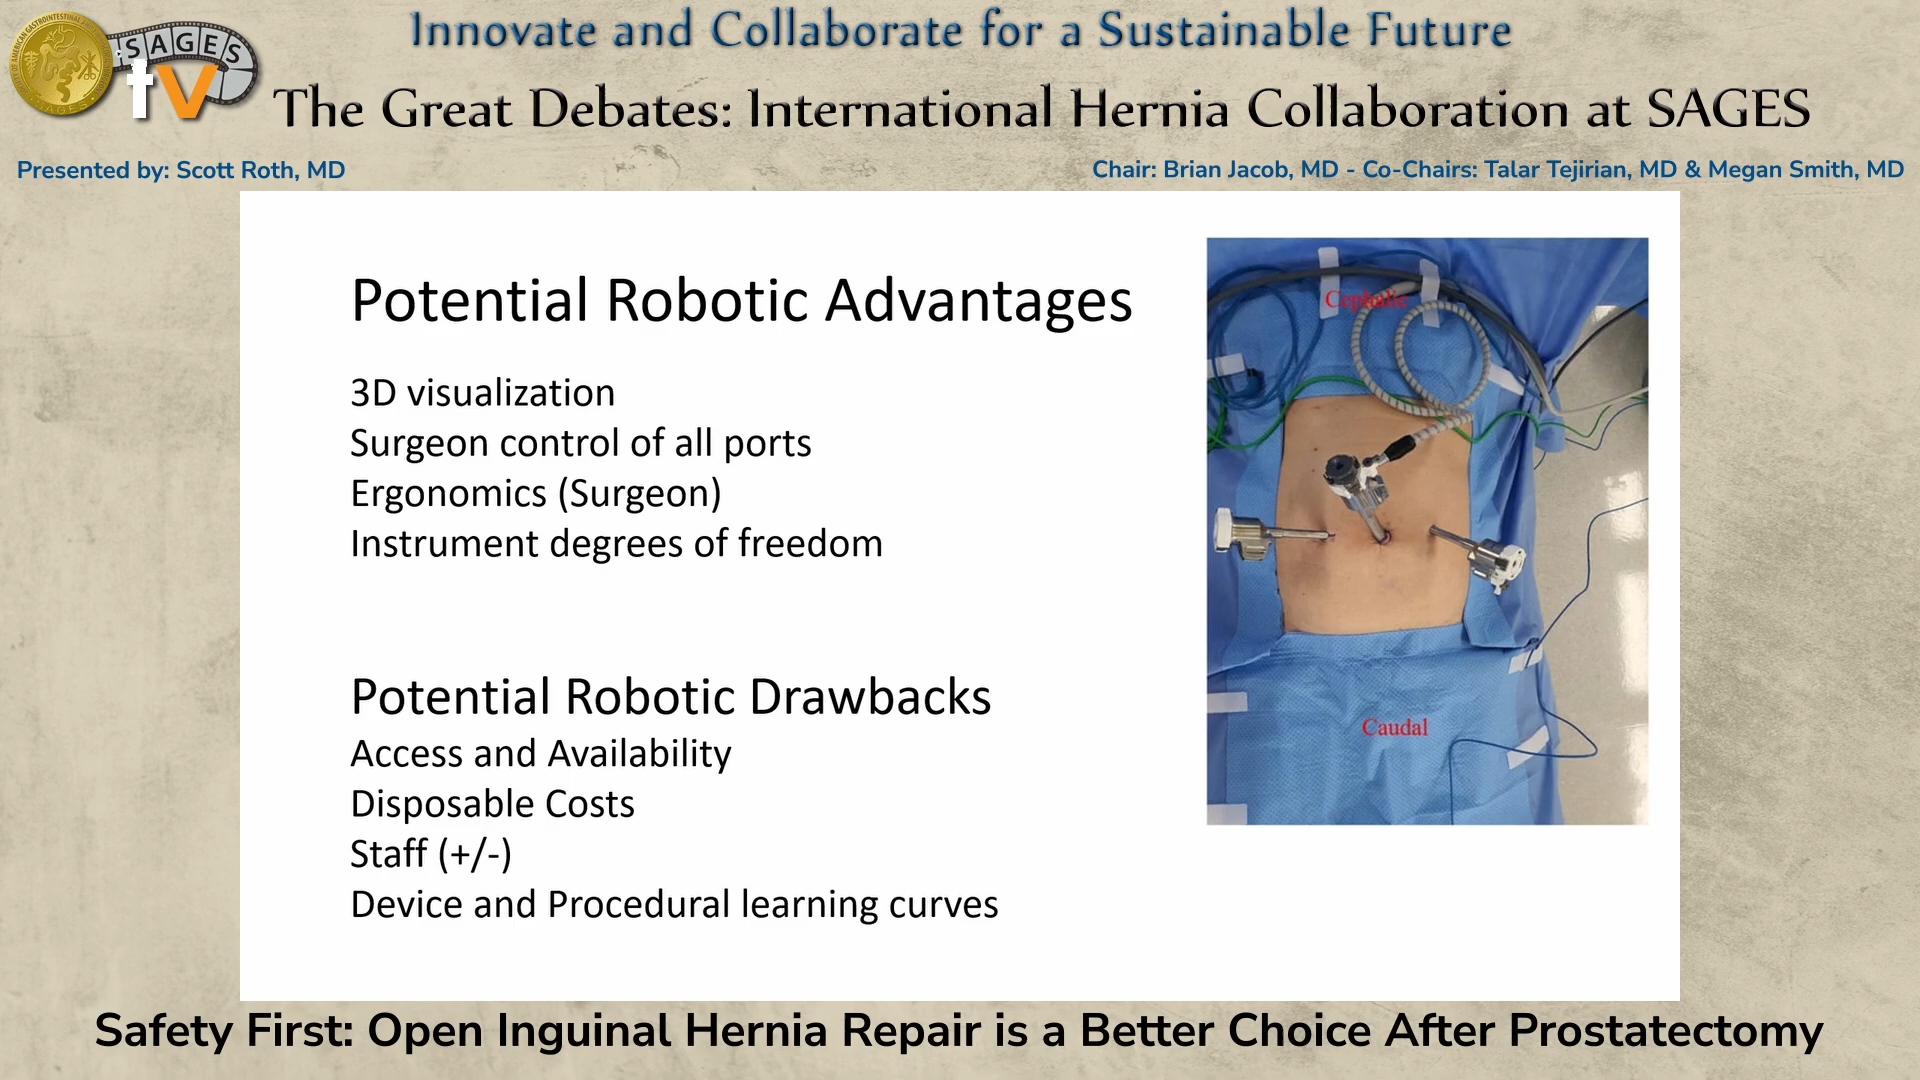 Innovate and Collaborate for a Sustainable Future
SAGES
tv
The Great Debates: International Hernia Collaboration at SAGES
Presented by: Scott Roth, MD
Chair: Brian Jacob, MD - Co-Chairs: Talar Tejirian, MD & Megan Smith, MD
Potential Robotic Advantages
3D visualization
Surgeon control of all ports
Ergonomics (Surgeon)
Instrument degrees of freedom
Potential Robotic Drawbacks
Access and Availability
Disposable Costs
Staff (+/-)
Device and Procedural learning curves
Cephalic
Caudal
Safety First: Open Inguinal Hernia Repair is a Better Choice After Prostatectomy